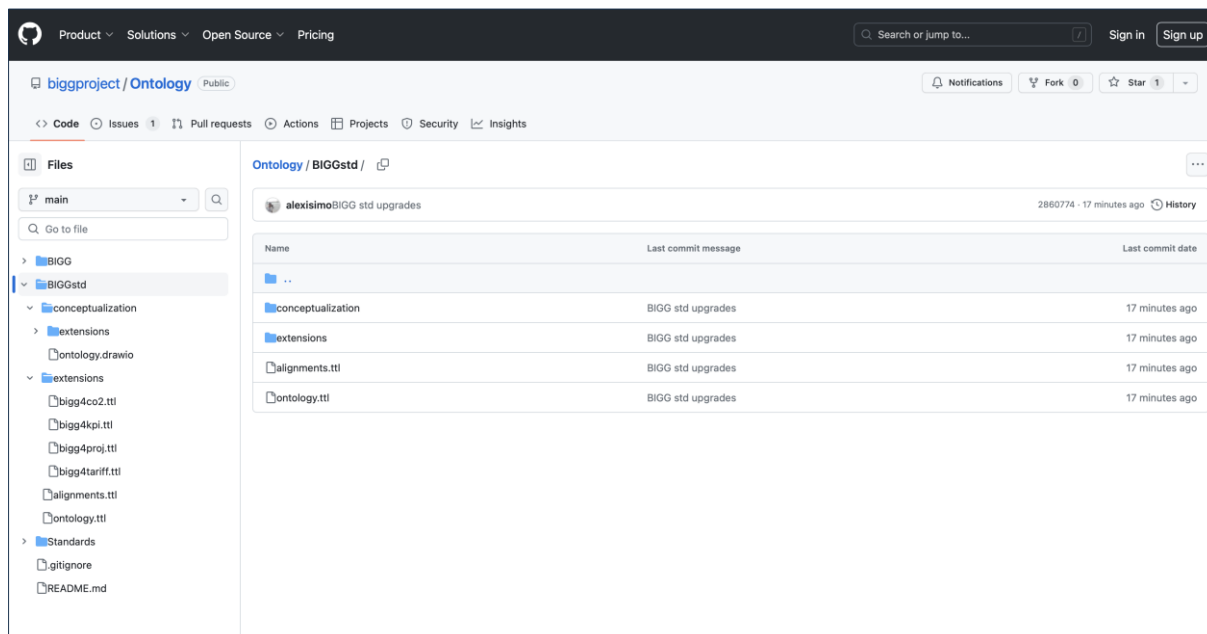 Product Solutions Open Source Pricing Search or jump to... / Sign in Sign up
biggproject / Ontology Public Notifications Fork 0 Star 1
<> Code Issues 1 Pull requests Actions Projects Security Insights
Files
main
Go to file
BIGG
BIGGstd
conceptualization
extensions
ontology.drawio
extensions
bigg4co2.ttl
bigg4kpi.ttl
bigg4proj.ttl
bigg4tariff.ttl
alignments.ttl
ontology.ttl
Standards
.gitignore
README.md
Ontology / BIGGstd / ...
alexisimoBIGG std upgrades 2860774 · 17 minutes ago History
Name Last commit message Last commit date
..
conceptualization BIGG std upgrades 17 minutes ago
extensions BIGG std upgrades 17 minutes ago
alignments.ttl BIGG std upgrades 17 minutes ago
ontology.ttl BIGG std upgrades 17 minutes ago